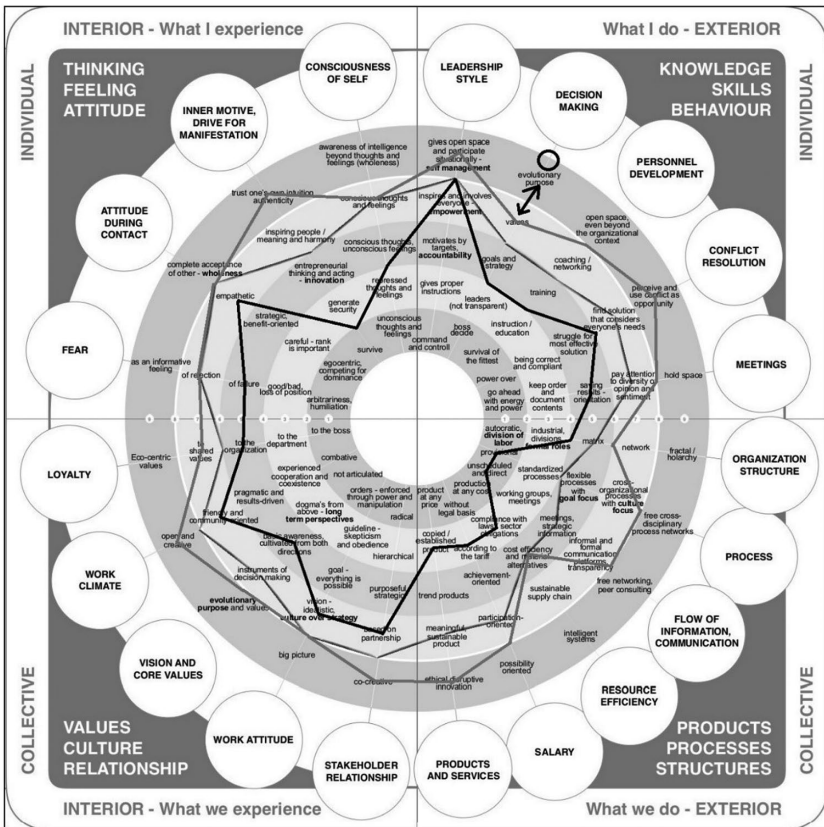 INTERIOR - What I experience
What I do - EXTERIOR
INDIVIDUAL
INDIVIDUAL
THINKING
FEELING
ATTITUDE
KNOWLEDGE
SKILLS
BEHAVIOUR
CONSCIOUSNESS
OF SELF
LEADERSHIP
STYLE
DECISION
MAKING
INNER MOTIVE,
DRIVE FOR
MANIFESTATION
PERSONNEL
DEVELOPMENT
ATTITUDE
DURING
CONTACT
CONFLICT
RESOLUTION
FEAR
MEETINGS
LOYALTY
ORGANIZATION
STRUCTURE
WORK
CLIMATE
PROCESS
VISION AND
CORE VALUES
FLOW OF
INFORMATION,
COMMUNICATION
WORK ATTITUDE
RESOURCE
EFFICIENCY
STAKEHOLDER
RELATIONSHIP
PRODUCTS
AND SERVICES
SALARY
awareness of intelligence
beyond thoughts and
feelings (wholeness)
conscious thoughts
and feelings
conscious thoughts,
unconscious feelings
repressed
thoughts and
feelings
unconscious
thoughts and
feelings
gives open space
and participate
situationally -
self management
inspires and involves
everyone -
empowerment
motivates by
targets,
accountability
gives proper
instructions
command
and controll
evolutionary
purpose
values
goals and
strategy
leaders
(not transparent)
boss
decide
open space,
even beyond
the organizational
context
coaching /
networking
training
instruction /
education
survival of
the fittest
perceive and
use conflict as
opportunity
find solution
that considers
everyone's needs
struggle for
most effective
solution
being correct
and compliant
power over
hold space
pay attention
to diversity of
opinion and
sentiment
saving
results -
orientation
keep order
and
document
contents
go ahead
with energy
and power
trust one's own intuition
authenticity
inspiring people /
meaning and harmony
entrepreneurial
thinking and acting
- innovation
generate
security
survive
complete acceptance
of other - wholeness
empathetic
strategic,
benefit-oriented
careful - rank
is important
egocentric,
competing for
dominance
as an informative
feeling
of rejection
of failure
good/bad,
loss of position
arbitrariness,
humiliation
Eco-centric
values
to
shared
values
to the
organization
to the
department
to the boss
open and
creative
friendly and
community-oriented
pragmatic and
results-driven
experienced
cooperation and
coexistence
combative
evolutionary
purpose and value,
instruments of
decision making
basic awareness,
cultivated from both
directions
dogma's from
above - long
term perspectives
not articulated
big picture
vision -
idealistic,
culture over strategy
goal -
everything is
possible
guideline -
skepticism
and obedience
orders - enforced
through power and
manipulation
co-creative
based on
partnership
purposeful,
strategic
hierarchical
radical
ethical disruptive
innovation
meaningful,
sustainable
product
trend products
copied /
established
product
product
at any
price
possibility
oriented
participation-
oriented
achievement-
oriented
according to
the tariff
without
legal basis
intelligent
systems
sustainable
supply chain
cost efficiency
and material
alternatives
compliance with
laws, sector
obligations
production
at any cost
free networking,
peer consulting
informal and
formal
communication
platforms,
transparency
meetings,
strategic
information
working groups,
meetings
unscheduled
and direct
free cross-
disciplinary
process networks
cross-
organizational
processes
with culture
focus
flexible
processes
with
goal focus
standardized
processes
provisional
fractal /
holarchy
network
matrix
industrial,
divisions,
formal roles
autocratic,
division of
labor
VALUES
CULTURE
RELATIONSHIP
PRODUCTS
PROCESSES
STRUCTURES
COLLECTIVE
COLLECTIVE
INTERIOR - What we experience
What we do - EXTERIOR